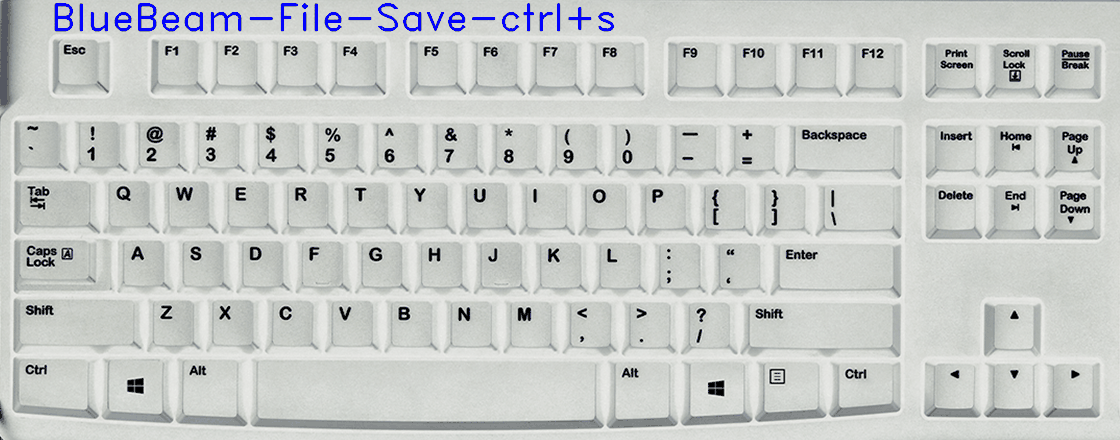 BlueBeam-File-Save-ctrl+s
Esc F1 F2 F3 F4 F5 F6 F7 F8 F9 F10 F11 F12 Print Screen Scroll Lock Pause Break
~ ` ! 1 @ 2 # 3 $ 4 % 5 ^ 6 & 7 * 8 ( 9 ) 0 — - + = Backspace Insert Home Page Up
Tab Q W E R T Y U I O P { [ } ] | \ Delete End Page Down
Caps Lock A S D F G H J K L : ; “ ‘ Enter
Shift Z X C V B N M < , > . ? / Shift
Ctrl Alt Alt Ctrl